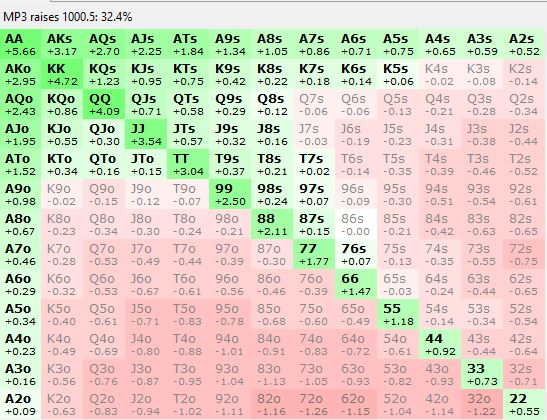 MP3 raises 1000.5: 32.4%
AA AKs AQs AJs ATs A9s A8s A7s A6s A5s A4s A3s A2s
+5.66 +3.17 +2.70 +2.25 +1.84 +1.34 +1.05 +0.86 +0.71 +0.75 +0.65 +0.59 +0.52
AKo KK KQs KJs KTs K9s K8s K7s K6s K5s K4s K3s K2s
+2.95 +4.72 +1.23 +0.95 +0.75 +0.42 +0.22 +0.18 +0.14 +0.06 -0.02 -0.08 -0.14
AQo KQo QQ QJs QTs Q9s Q8s Q7s Q6s Q5s Q4s Q3s Q2s
+2.43 +0.86 +4.09 +0.71 +0.58 +0.29 +0.12 -0.06 -0.06 -0.13 -0.21 -0.28 -0.34
AJo KJo QJo JJ JTs J9s J8s J7s J6s J5s J4s J3s J2s
+1.95 +0.55 +0.30 +3.54 +0.57 +0.32 +0.16 -0.03 -0.19 -0.23 -0.31 -0.38 -0.44
ATo KTo QTo JTo TT T9s T8s T7s T6s T5s T4s T3s T2s
+1.52 +0.34 +0.16 +0.15 +3.04 +0.37 +0.21 +0.02 -0.14 -0.35 -0.39 -0.46 -0.52
A9o K9o Q9o J9o T9o 99 98s 97s 96s 95s 94s 93s 92s
+0.98 -0.02 -0.15 -0.12 -0.07 +2.50 +0.24 +0.07 -0.09 -0.30 -0.51 -0.54 -0.61
A8o K8o Q8o J8o T8o 98o 88 87s 86s 85s 84s 83s 82s
+0.67 -0.23 -0.34 -0.30 -0.24 -0.21 +2.11 +0.15 -0.00 -0.21 -0.42 -0.63 -0.65
A7o K7o Q7o J7o T7o 97o 87o 77 76s 75s 74s 73s 72s
+0.46 -0.28 -0.53 -0.49 -0.44 -0.39 -0.30 +1.77 +0.07 -0.13 -0.35 -0.55 -0.75
A6o K6o Q6o J6o T6o 96o 86o 76o 66 65s 64s 63s 62s
+0.29 -0.32 -0.53 -0.67 -0.61 -0.56 -0.46 -0.39 +1.47 -0.03 -0.24 -0.44 -0.65
A5o K5o Q5o J5o T5o 95o 85o 75o 65o 55 54s 53s 52s
+0.34 -0.40 -0.61 -0.71 -0.83 -0.78 -0.68 -0.60 -0.49 +1.18 -0.14 -0.34 -0.54
A4o K4o Q4o J4o T4o 94o 84o 74o 64o 54o 44 43s 42s
+0.23 -0.49 -0.69 -0.80 -0.88 -1.01 -0.91 -0.83 -0.72 -0.61 +0.92 -0.44 -0.64
A3o K3o Q3o J3o T3o 93o 83o 73o 63o 53o 43o 33 32s
+0.16 -0.56 -0.76 -0.87 -0.95 -1.04 -1.13 -1.05 -0.93 -0.82 -0.93 +0.73 -0.71
A2o K2o Q2o J2o T2o 92o 82o 72o 62o 52o 42o 32o 22
+0.09 -0.63 -0.83 -0.94 -1.02 -1.11 -1.16 -1.26 -1.15 -1.04 -1.14 -1.22 +0.55